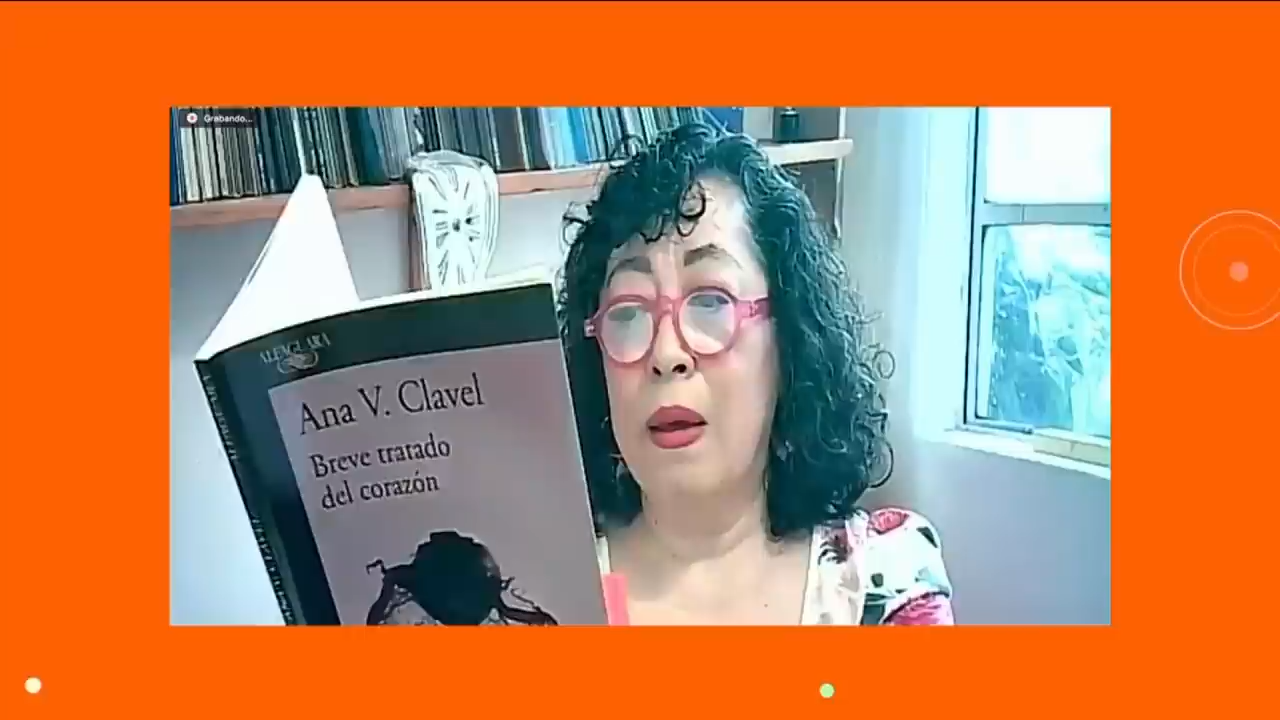 Grabando...
ALFAGUARA
Ana V. Clavel
Breve tratado
del corazón